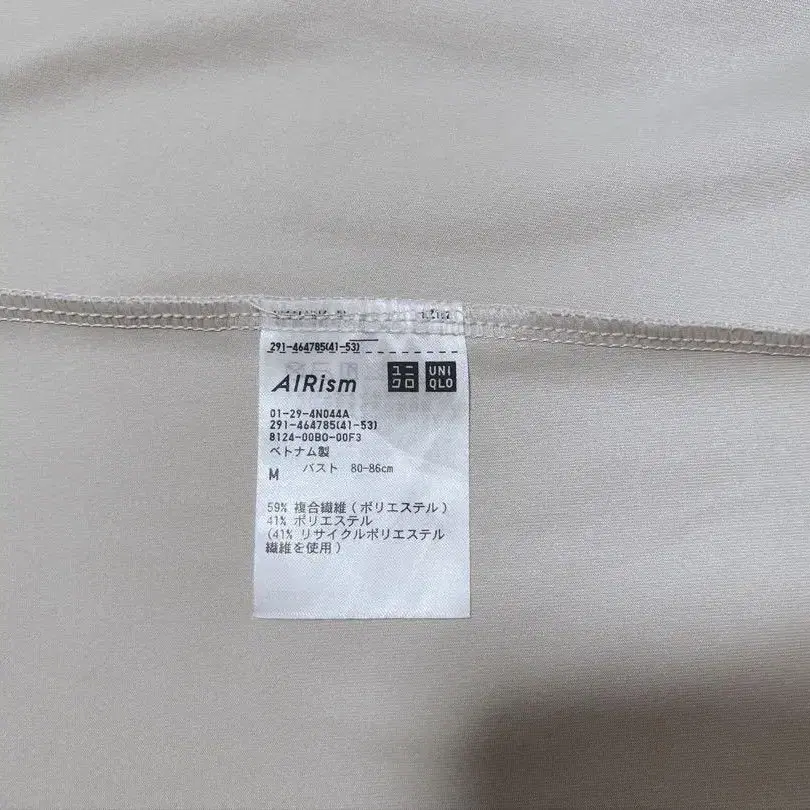 291-464785(41-53)
AIRism ユニクロ UNIQLO
01-29-4N044A
291-464785(41-53)
8124-00B0-00F3
ベトナム製
M バスト 80-86cm
59% 複合繊維(ポリエステル)
41% ポリエステル
(41% リサイクルポリエステル
繊維を使用)